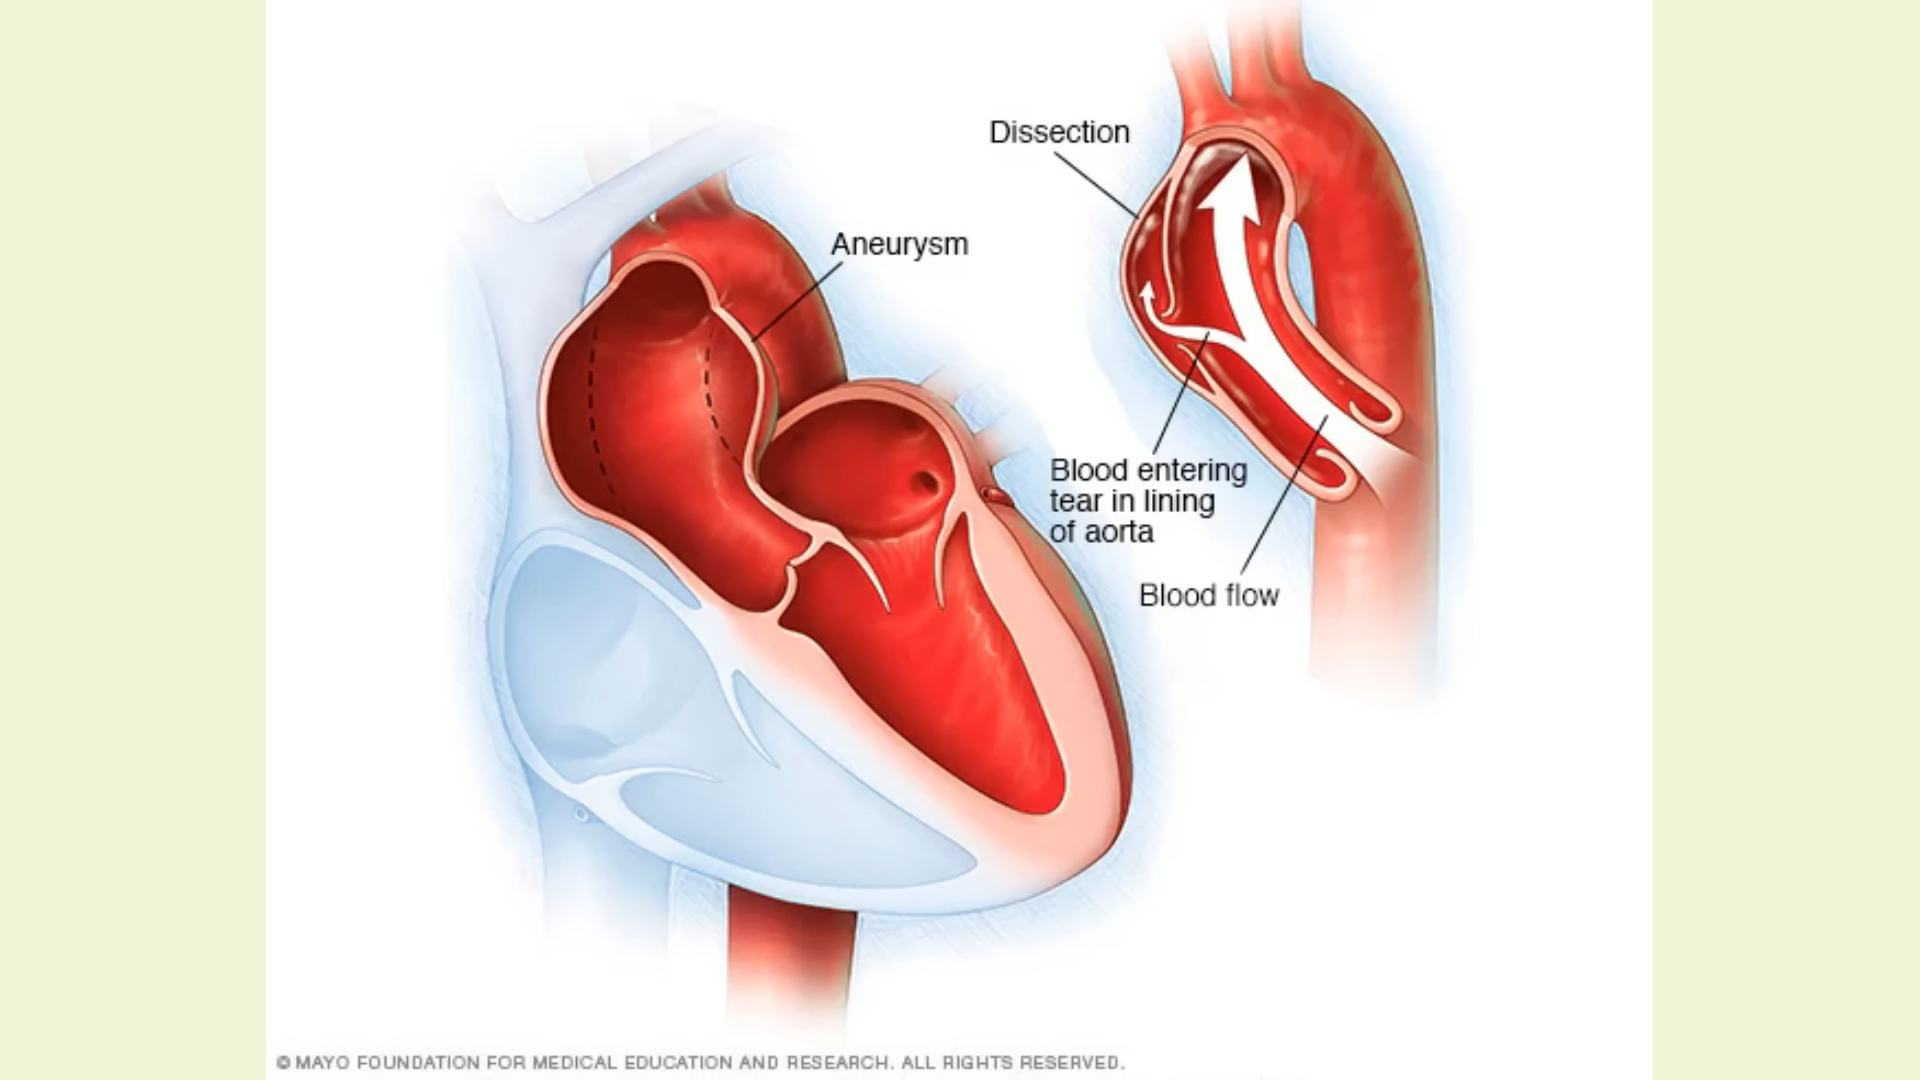 Dissection
Aneurysm
Blood entering
tear in lining
of aorta
Blood flow
© MAYO FOUNDATION FOR MEDICAL EDUCATION AND RESEARCH. ALL RIGHTS RESERVED.